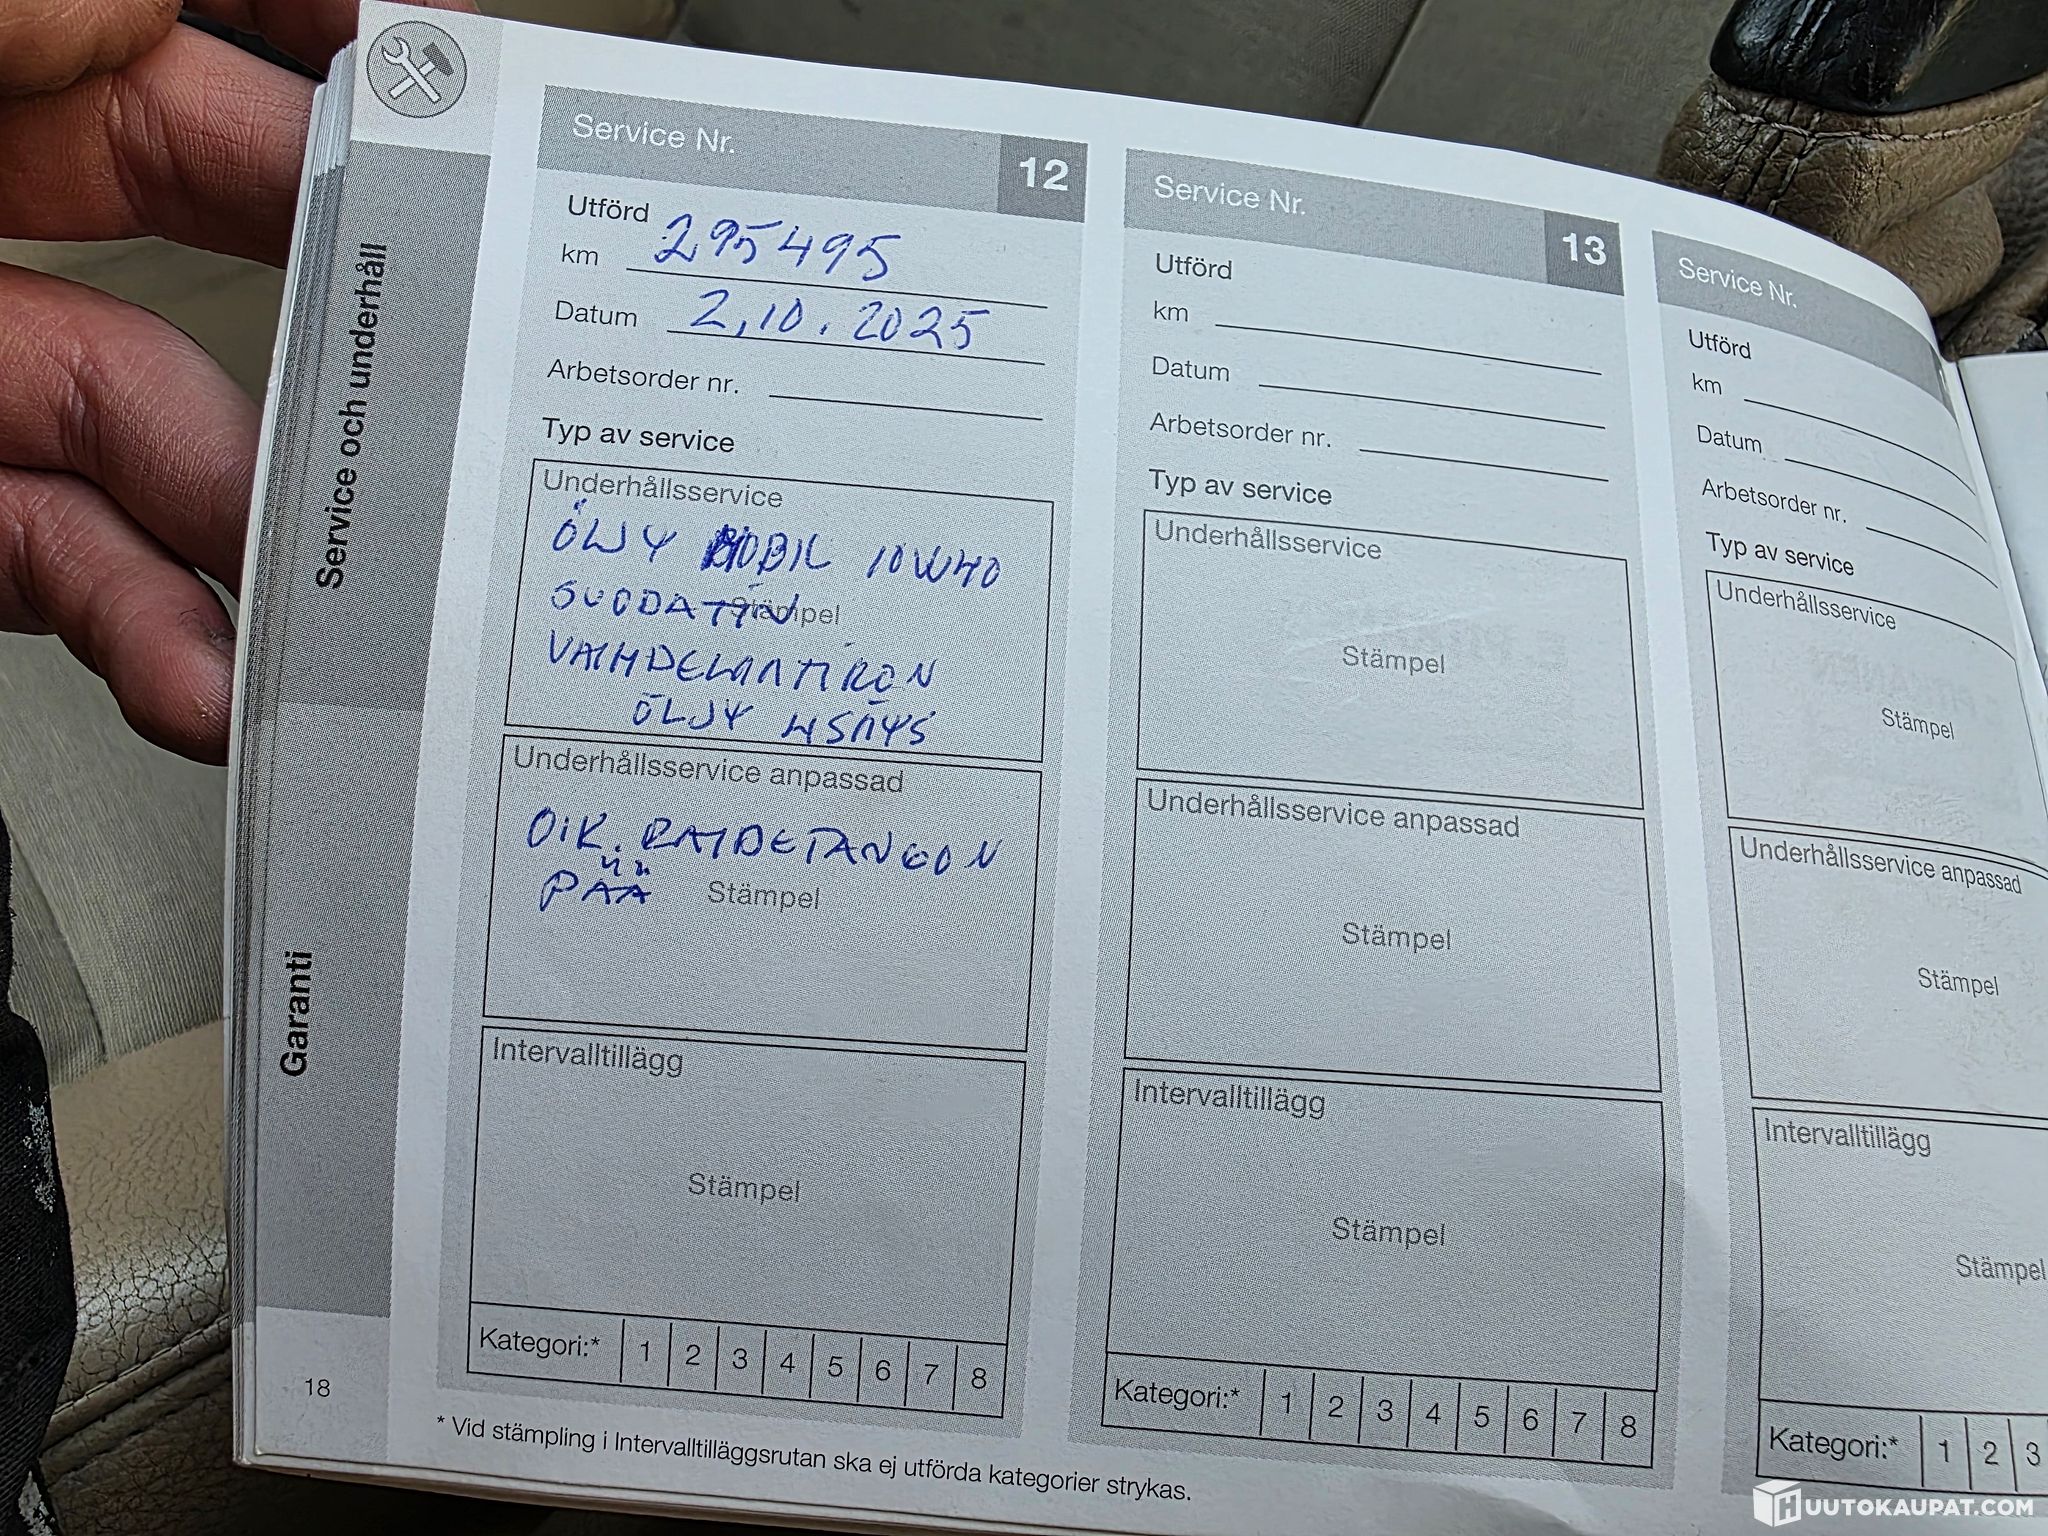 Service och underhåll
Garanti
18
Service Nr. 12
Utförd
km 295495
Datum 2.10.2025
Arbetsorder nr.
Typ av service
Underhållsservice
ÖLJY MOBIL 10W40
SUODATIN
Stämpel
VAIHDELAATIKON
ÖLJY LISÄYS
Underhållsservice anpassad
OIK. RAIDETANGON
PÄÄ
Stämpel
Intervalltillägg
Stämpel
Kategori:* 1 2 3 4 5 6 7 8
* Vid stämpling i Intervalltilläggsrutan ska ej utförda kategorier strykas.
Service Nr. 13
Utförd
km
Datum
Arbetsorder nr.
Typ av service
Underhållsservice
Stämpel
Underhållsservice anpassad
Stämpel
Intervalltillägg
Stämpel
Kategori:* 1 2 3 4 5 6 7 8
Service Nr.
Utförd
km
Datum
Arbetsorder nr.
Typ av service
Underhållsservice
Stämpel
Underhållsservice anpassad
Stämpel
Intervalltillägg
Stämpel
Kategori:* 1 2 3
HUUTOKAUPAT.COM